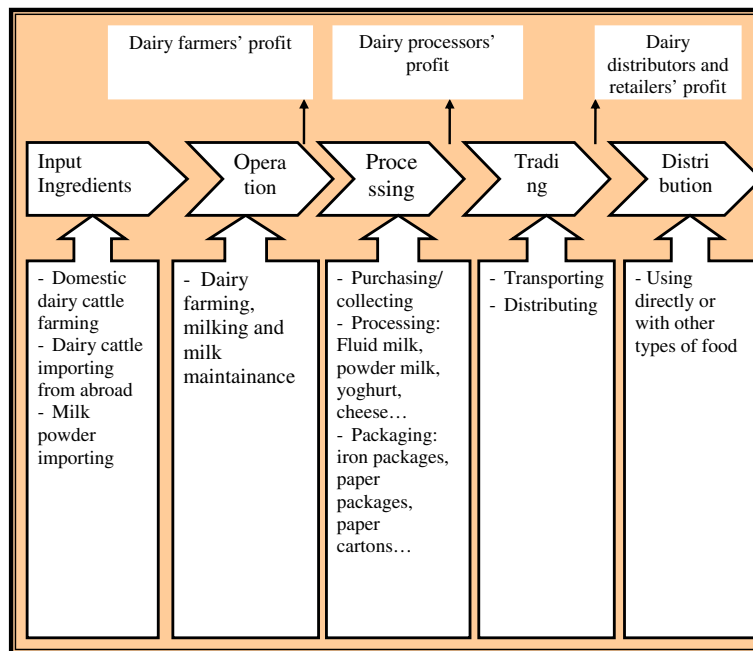 Dairy farmers’ profit
Dairy processors’
profit
Dairy
distributors and
retailers’ profit
Input
Ingredients
Opera
tion
Proce
ssing
Tradi
ng
Distri
bution
- Domestic
dairy cattle
farming
- Dairy cattle
importing
from abroad
- Milk
powder
importing
- Dairy
farming,
milking and
milk
maintainance
- Purchasing/
collecting
- Processing:
Fluid milk,
powder milk,
yoghurt,
cheese…
- Packaging:
iron packages,
paper
packages,
paper
cartons…
- Transporting
- Distributing
- Using
directly or
with other
types of food